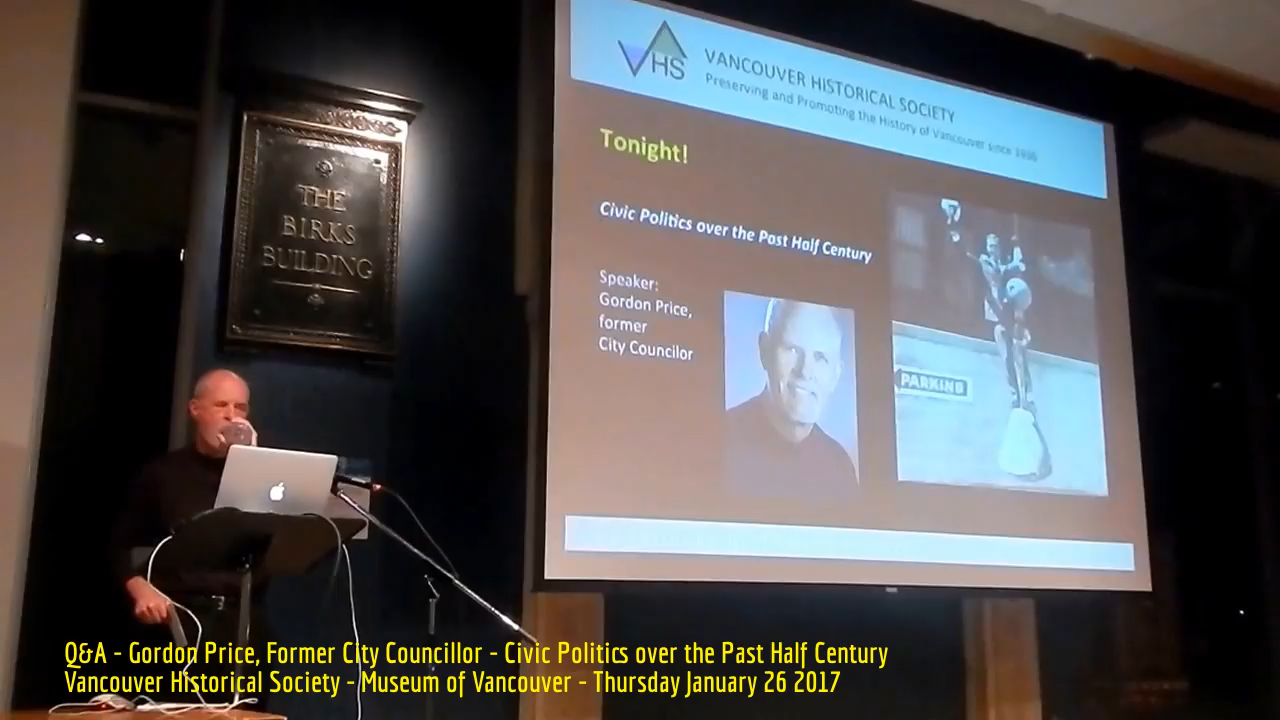 THE
BIRKS
BUILDING
VHS
VANCOUVER HISTORICAL SOCIETY
Preserving and Promoting the History of Vancouver since 1936
Tonight!
Civic Politics over the Past Half Century
Speaker:
Gordon Price,
former
City Councilor
PARKING
Q&A - Gordon Price, Former City Councillor - Civic Politics over the Past Half Century
Vancouver Historical Society - Museum of Vancouver - Thursday January 26 2017